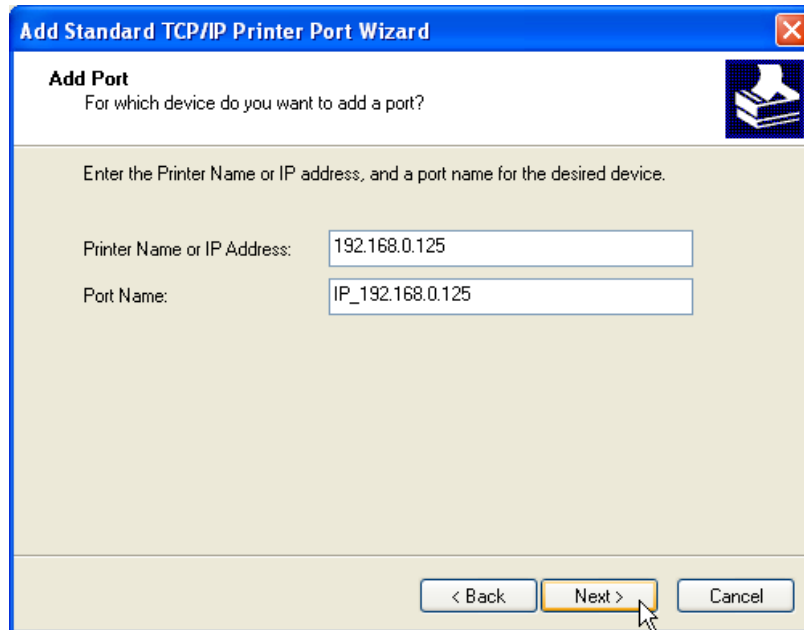 Add Standard TCP/IP Printer Port Wizard
Add Port
For which device do you want to add a port?
Enter the Printer Name or IP address, and a port name for the desired device.
Printer Name or IP Address: 192.168.0.125
Port Name: IP_192.168.0.125
< Back Next > Cancel